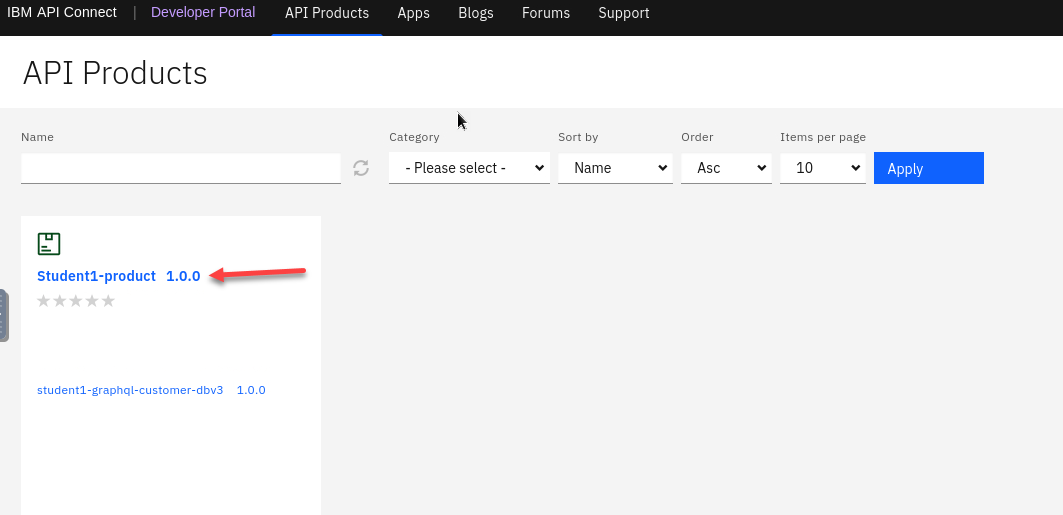 IBM API Connect | Developer Portal API Products Apps Blogs Forums Support
API Products
Name Category Sort by Order Items per page
- Please select - Name Asc 10 Apply
Student1-product 1.0.0
student1-graphql-customer-dbv3 1.0.0